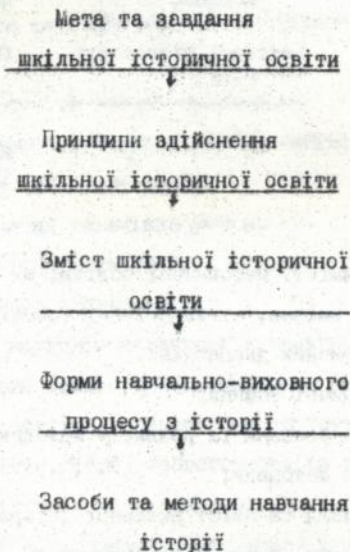 Мета та завдання
шкільної історичної освіти
Принципи здійснення
шкільної історичної освіти
Зміст шкільної історичної
освіти
Форми навчально-виховного
процесу з історії
Засоби та методи навчання
історії